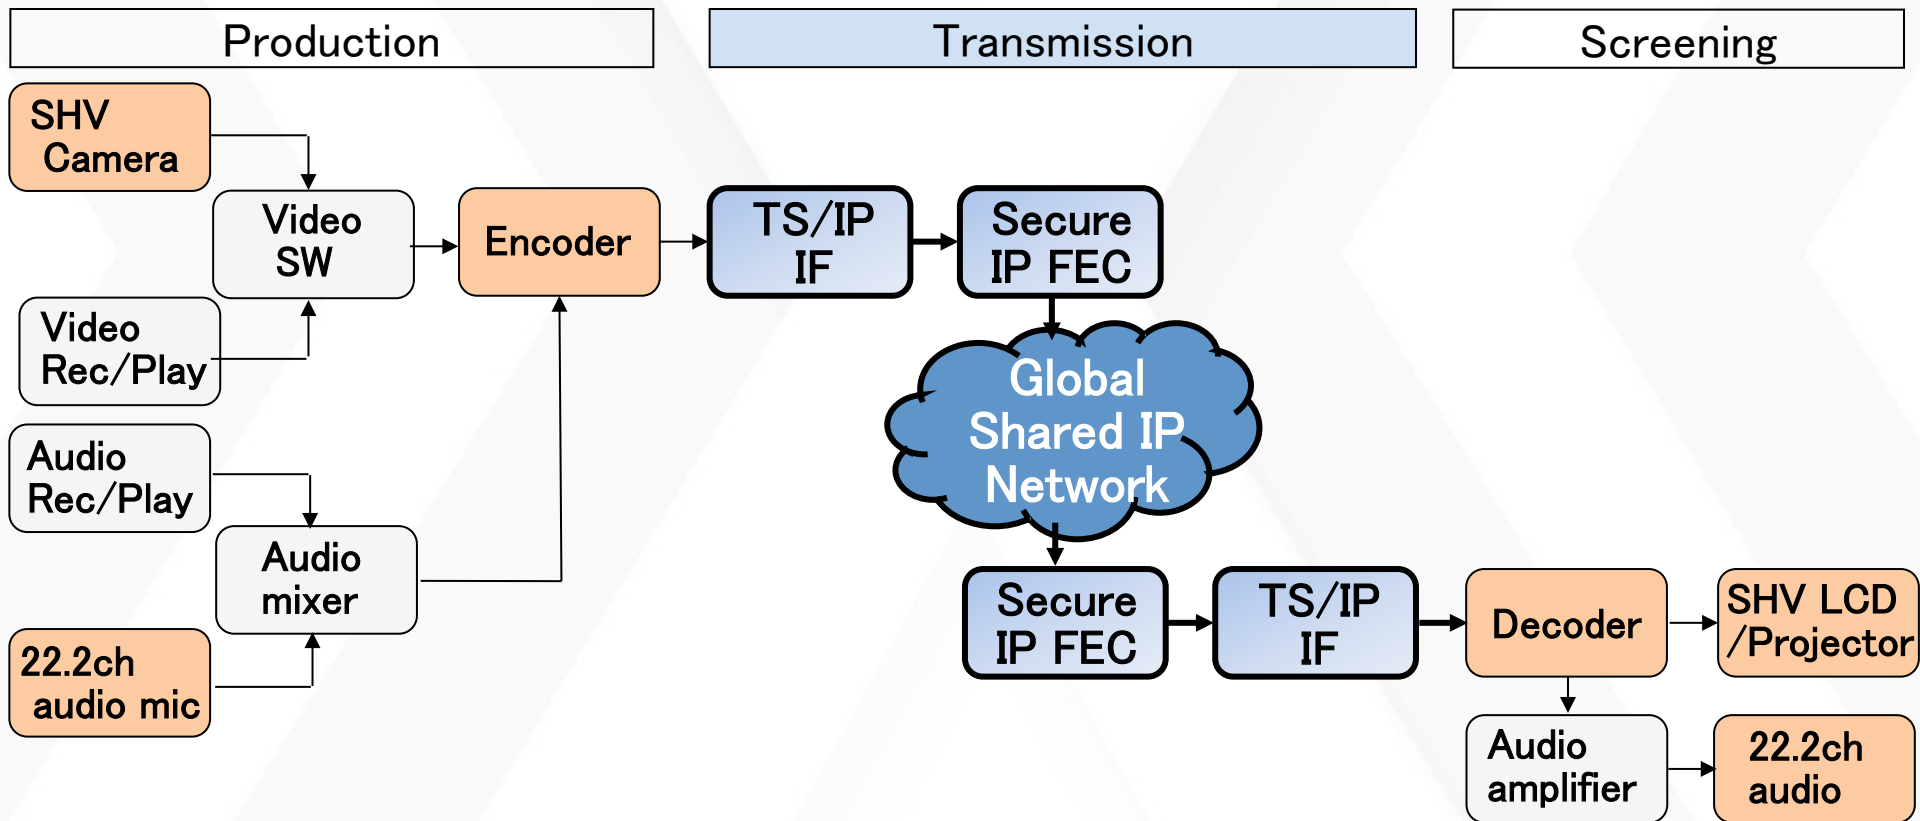 Production
Transmission
Screening
SHV
Camera
Video
SW
Encoder
TS/IP
IF
Secure
IP FEC
Video
Rec/Play
Global
Shared IP
Network
Audio
Rec/Play
Audio
mixer
22.2ch
audio mic
Secure
IP FEC
TS/IP
IF
Decoder
SHV LCD
/Projector
Audio
amplifier
22.2ch
audio